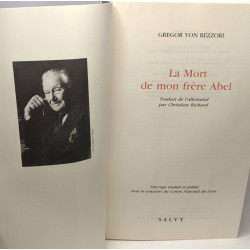 GREGOR VON REZZORI
La Mort
de mon frère Abel
Traduit de l'allemand
par Christian Richard
Ouvrage traduit et publié
avec le concours du Centre National du Livre
SALVY